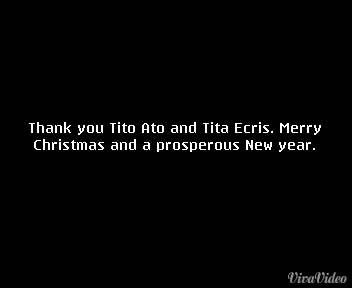 Thank you Tito Ato and Tita Ecris. Merry
Christmas and a prosperous New year.
VivaVideo